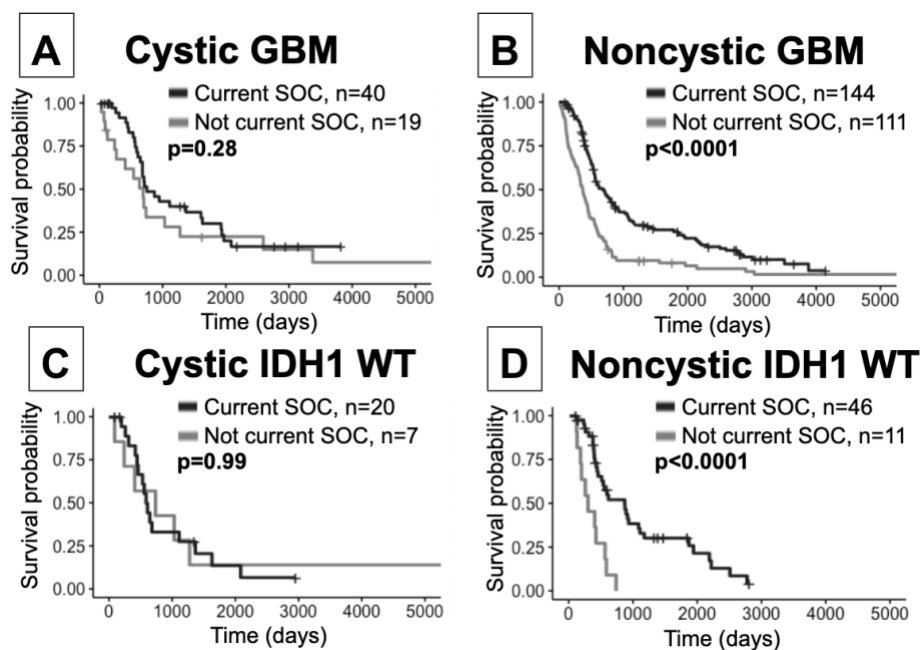 A
Cystic GBM
Current SOC, n=40
Not current SOC, n=19
p=0.28
Survival probability
1.00
0.75
0.50
0.25
0.00
0 1000 2000 3000 4000 5000
Time (days)
B
Noncystic GBM
Current SOC, n=144
Not current SOC, n=111
p<0.0001
Survival probability
1.00
0.75
0.50
0.25
0.00
0 1000 2000 3000 4000 5000
Time (days)
C
Cystic IDH1 WT
Current SOC, n=20
Not current SOC, n=7
p=0.99
Survival probability
1.00
0.75
0.50
0.25
0.00
0 1000 2000 3000 4000 5000
Time (days)
D
Noncystic IDH1 WT
Current SOC, n=46
Not current SOC, n=11
p<0.0001
Survival probability
1.00
0.75
0.50
0.25
0.00
0 1000 2000 3000 4000 5000
Time (days)